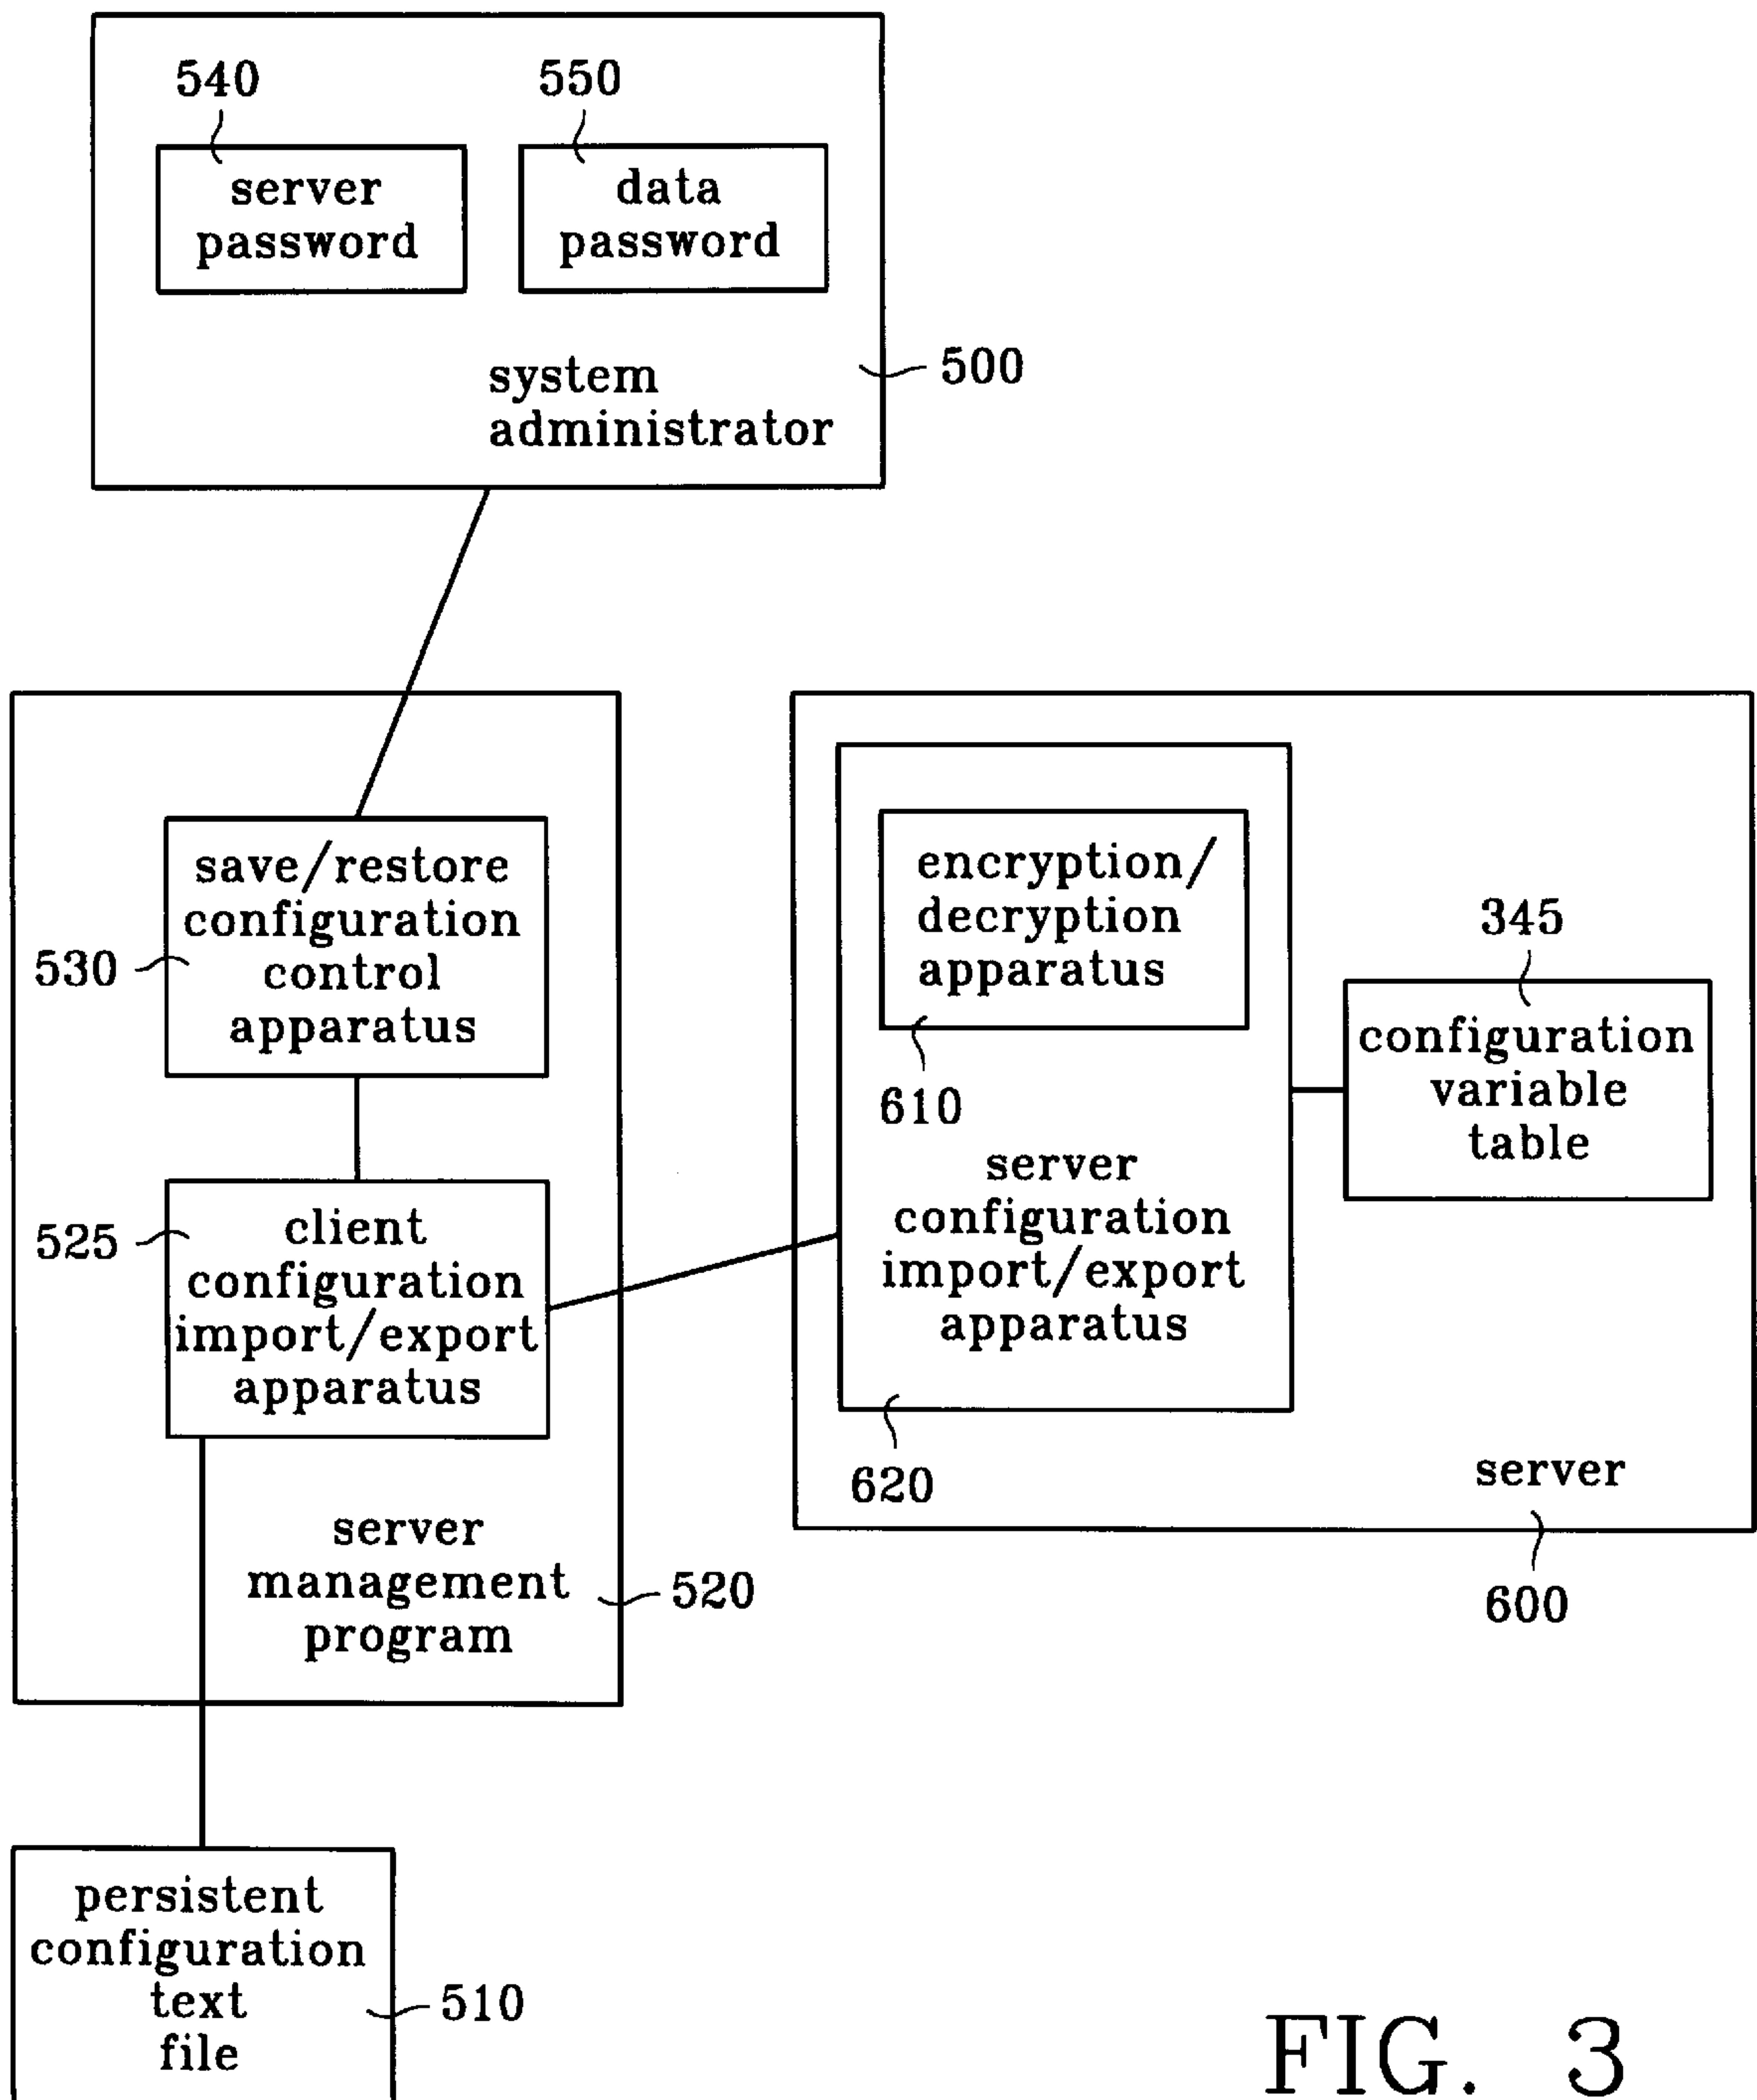 540
550
server
password
data
password
500
system
administrator
save/restore
configuration
control
apparatus
530
encryption/
decryption
apparatus
610
345
configuration
variable
table
525
client
configuration
import/export
apparatus
server
configuration
import/export
apparatus
620
server
600
server
management
program
520
persistent
configuration
text
file
510
FIG. 3